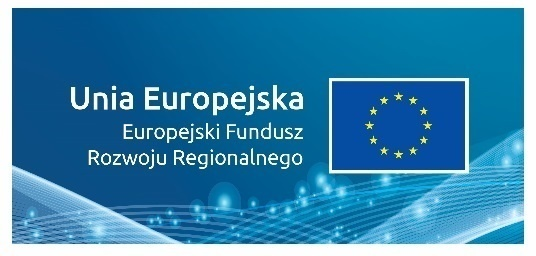 Unia Europejska
Europejski Fundusz
Rozwoju Regionalnego